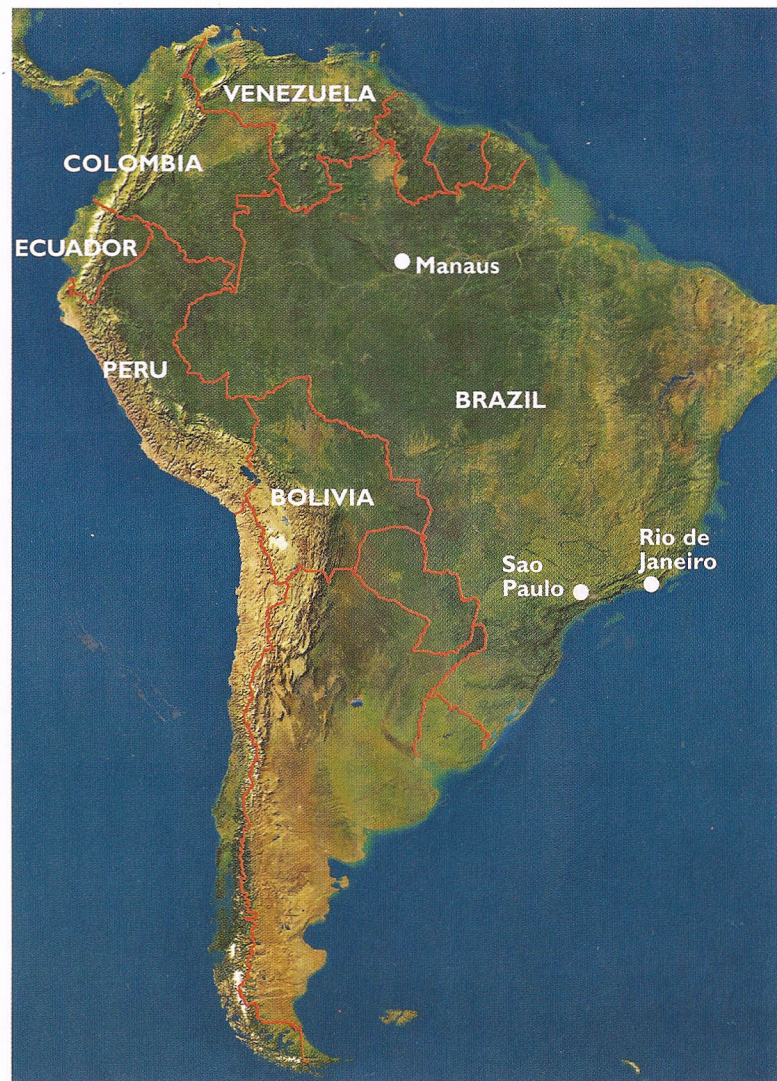 VENEZUELA
COLOMBIA
ECUADOR
Manaus
PERU
BRAZIL
BOLIVIA
Rio de
Janeiro
Sao
Paulo